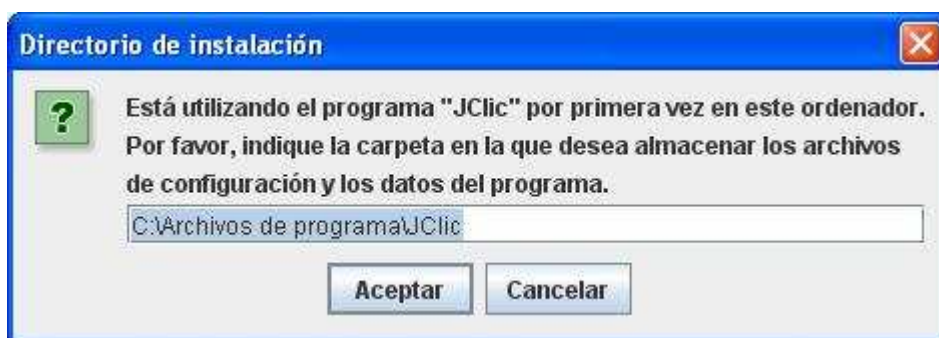 Directorio de instalación
Está utilizando el programa "JClic" por primera vez en este ordenador.
Por favor, indique la carpeta en la que desea almacenar los archivos
de configuración y los datos del programa.
C:\Archivos de programa\JClic
Aceptar Cancelar